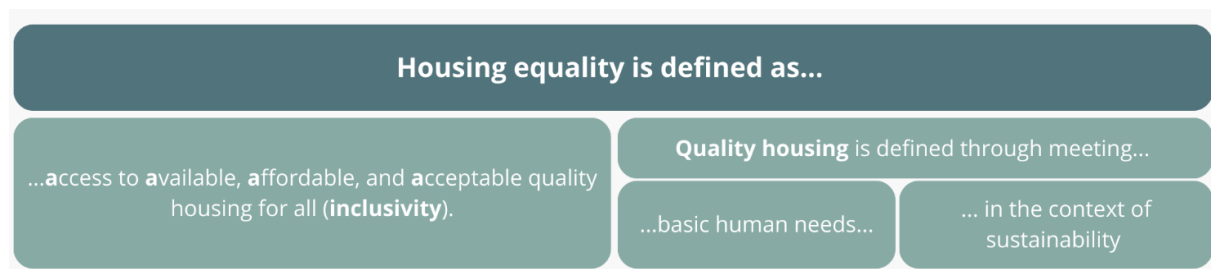 Housing equality is defined as...
...access to available, affordable, and acceptable quality
housing for all (inclusivity).
Quality housing is defined through meeting...
...basic human needs...
... in the context of
sustainability